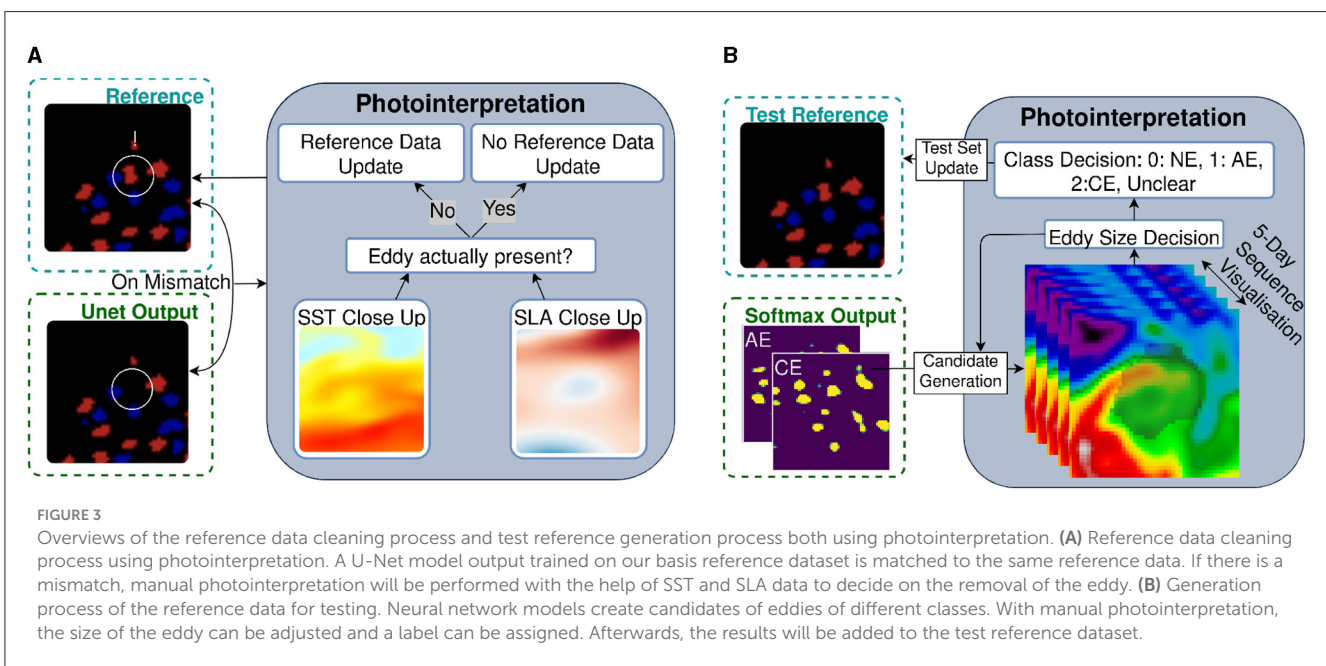 A
Reference
Photointerpretation
Reference Data
Update
No Reference Data
Update
No
Yes
Eddy actually present?
On Mismatch
Unet Output
SST Close Up
SLA Close Up
B
Test Reference
Photointerpretation
Test Set
Update
Class Decision: 0: NE, 1: AE,
2:CE, Unclear
Eddy Size Decision
5-Day
Sequence
Visualisation
Softmax Output
AE
CE
Candidate
Generation
FIGURE 3
Overviews of the reference data cleaning process and test reference generation process both using photointerpretation. (A) Reference data cleaning
process using photointerpretation. A U-Net model output trained on our basis reference dataset is matched to the same reference data. If there is a
mismatch, manual photointerpretation will be performed with the help of SST and SLA data to decide on the removal of the eddy. (B) Generation
process of the reference data for testing. Neural network models create candidates of eddies of different classes. With manual photointerpretation,
the size of the eddy can be adjusted and a label can be assigned. Afterwards, the results will be added to the test reference dataset.